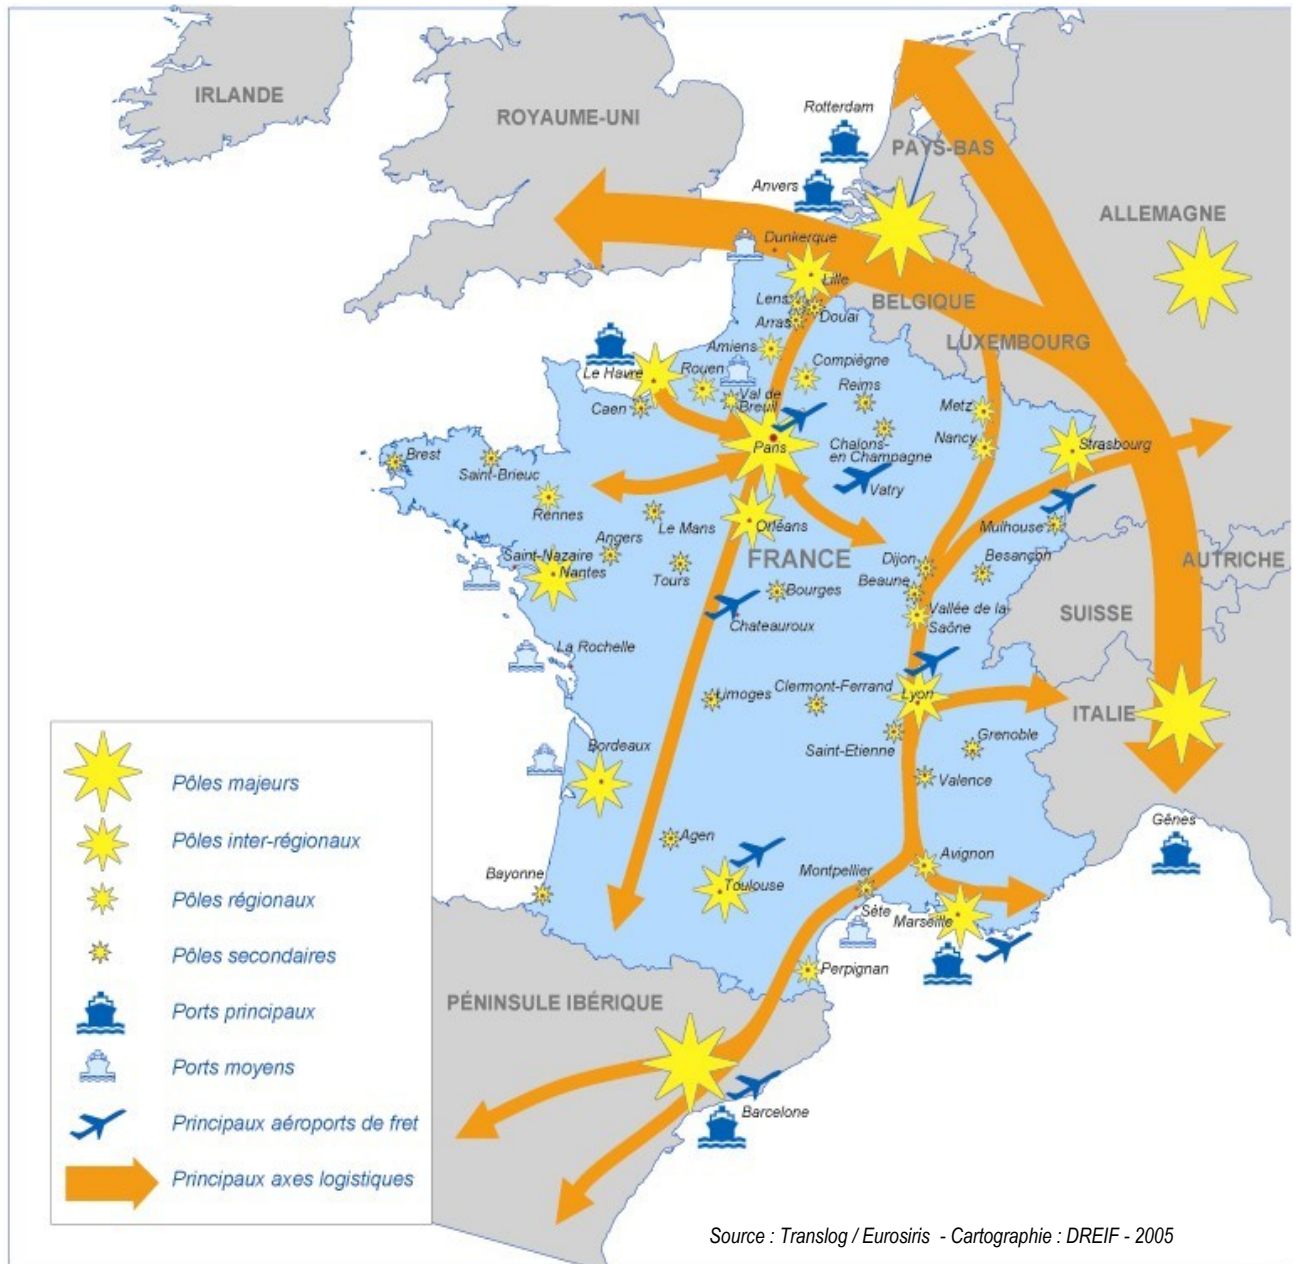 IRLANDE
ROYAUME-UNI
Rotterdam
PAYS-BAS
Anvers
ALLEMAGNE
Dunkerque
Lille
BELGIQUE
Lens
Douai
Arras
LUXEMBOURG
Amiens
Compiègne
Le Havre
Rouen
Reims
Caen
Val de
Breuil
Metz
Paris
Chalons-
en Champagne
Nancy
Strasbourg
Brest
Saint-Brieuc
Vatry
Rennes
Le Mans
Orléans
Mulhouse
Angers
Saint-Nazaire
Nantes
Tours
FRANCE
Dijon
Besançon
AUTRICHE
Beaune
Bourges
Vallée de la
Saône
SUISSE
Chateauroux
La Rochelle
Limoges
Clermont-Ferrand
Lyon
ITALIE
Saint-Etienne
Grenoble
Bordeaux
Valence
Gênes
Agen
Avignon
Bayonne
Toulouse
Montpellier
Sète
Marseille
Perpignan
PÉNINSULE IBÉRIQUE
Barcelone
Pôles majeurs
Pôles inter-régionaux
Pôles régionaux
Pôles secondaires
Ports principaux
Ports moyens
Principaux aéroports de fret
Principaux axes logistiques
Source : Translog / Eurosiris - Cartographie : DREIF - 2005